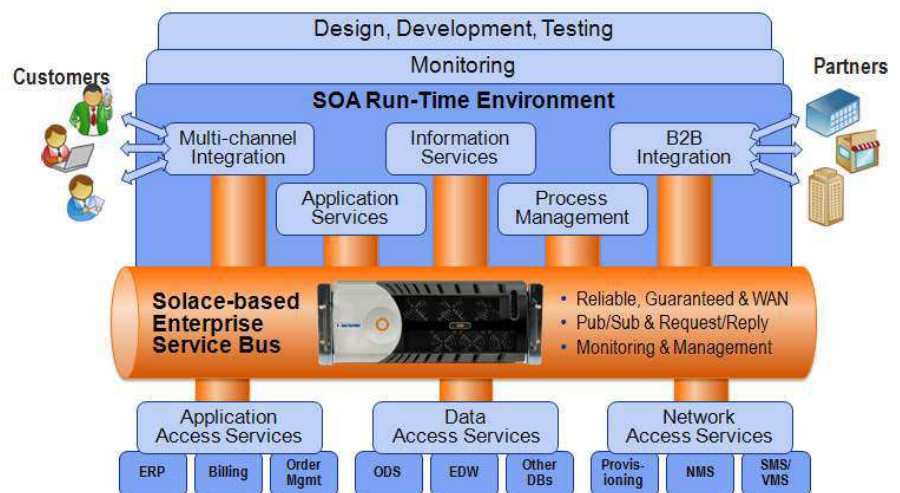 Design, Development, Testing
Monitoring
Customers
Partners
SOA Run-Time Environment
Multi-channel
Integration
Information
Services
B2B
Integration
Application
Services
Process
Management
Solace-based
Enterprise
Service Bus
• Reliable, Guaranteed & WAN
• Pub/Sub & Request/Reply
• Monitoring & Management
Application
Access Services
Data
Access Services
Network
Access Services
ERP
Billing
Order
Mgmt
ODS
EDW
Other
DBs
Provis-
ioning
NMS
SMS/
VMS